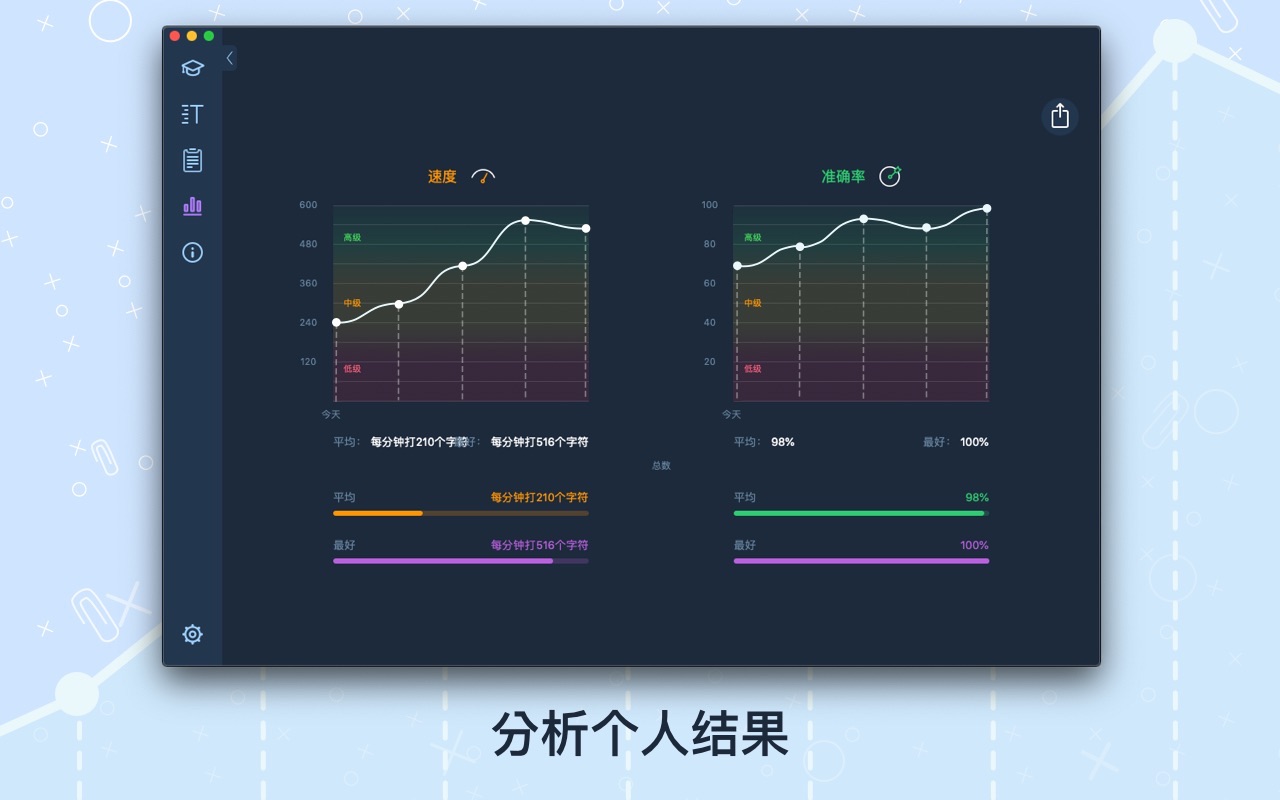 速度
600
480
360
240
120
高级
中级
低级
今天
平均： 每分钟打210个字符 最好： 每分钟打516个字符
准确率
100
80
60
40
20
高级
中级
低级
今天
平均： 98% 最好： 100%
总数
平均 每分钟打210个字符
最好 每分钟打516个字符
平均 98%
最好 100%
分析个人结果